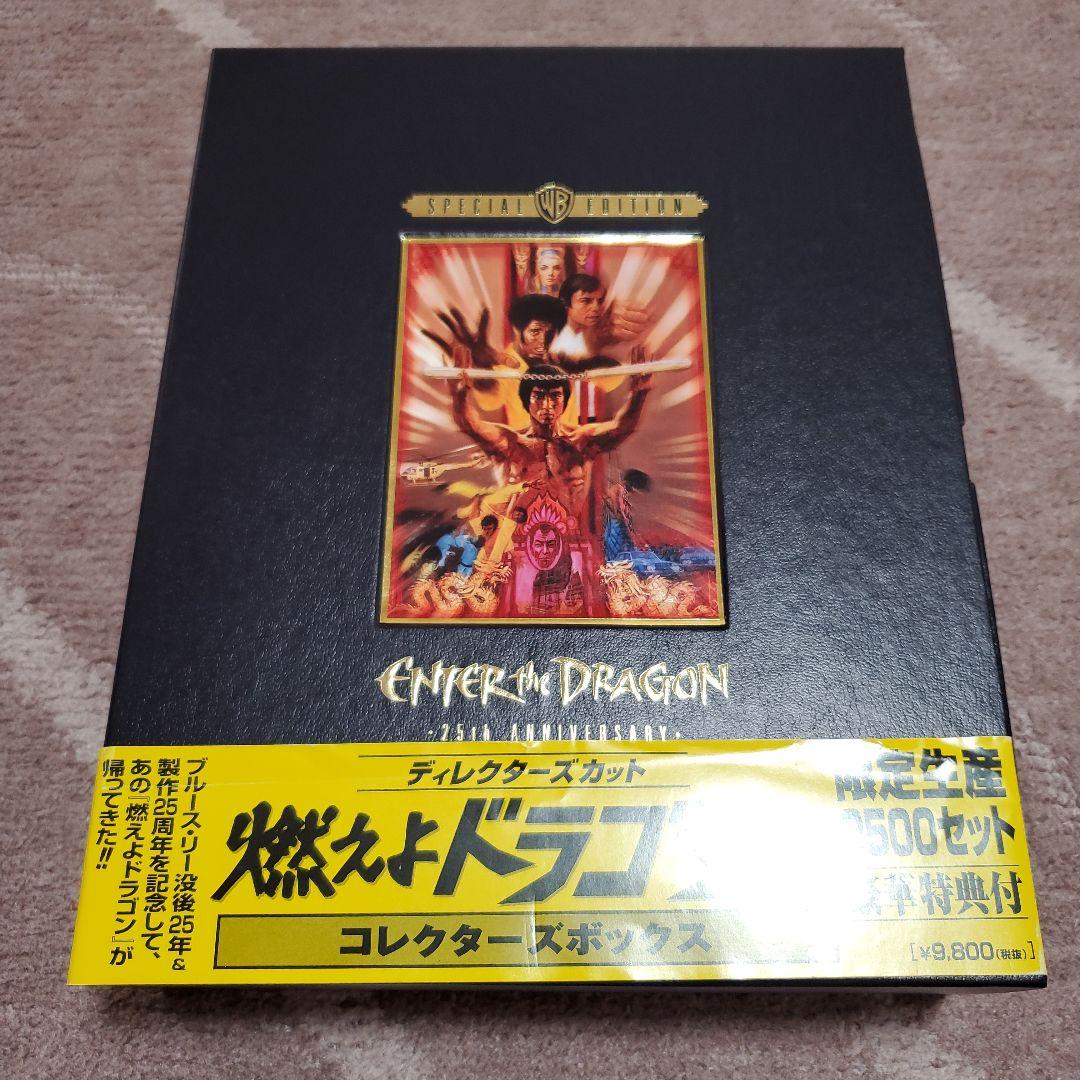 SPECIAL WB EDITION
ENTER the DRAGON
·25th ANNIVERSARY·
ディレクターズカット
燃えよドラゴ
コレクターズボックス
ブルース・リー没後25年&
製作25周年を記念して、
あの『燃えよドラゴン』が
帰ってきた!!
限定生産
500セット
華特典付
[¥9,800(税抜)]